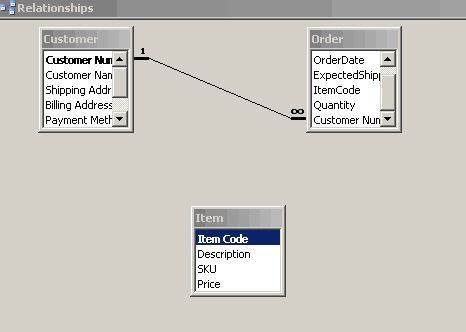 Relationships
Customer
Customer Num
Customer Nam
Shipping Addr
Billing Address
Payment Meth
1
Order
OrderDate
ExpectedShipp
ItemCode
Quantity
Customer Num
∞
Item
Item Code
Description
SKU
Price